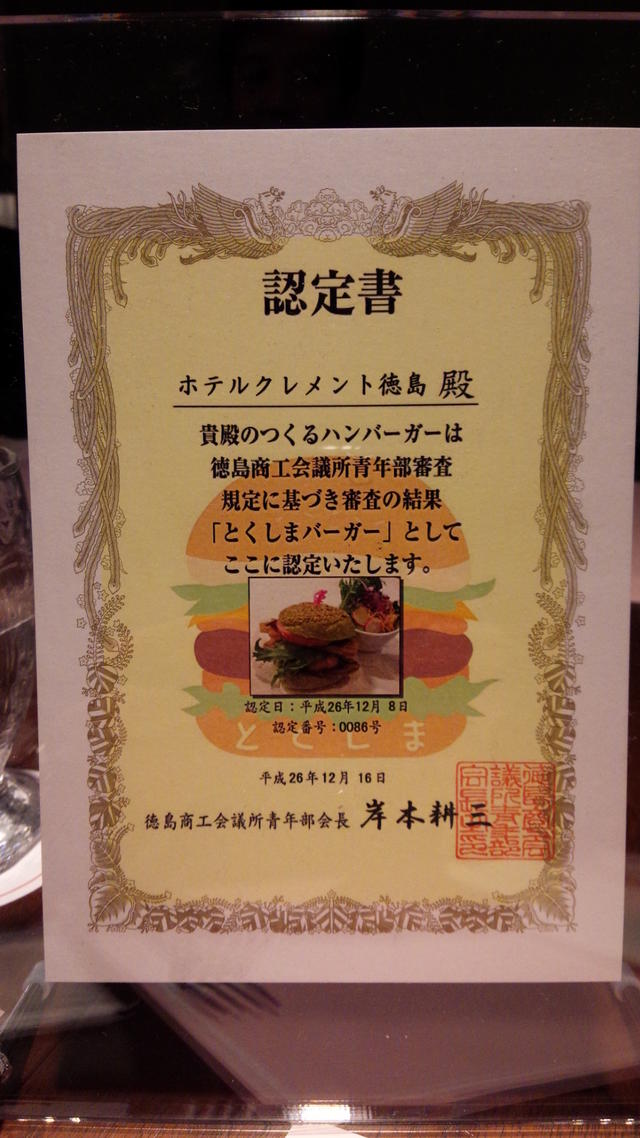 認定書
ホテルクレメント徳島 殿
貴殿のつくるハンバーガーは
徳島商工会議所青年部審査
規定に基づき審査の結果
「とくしまバーガー」として
ここに認定いたします。
認定日：平成26年12月 8日
認定番号：0086号
とくしま
平成26年12月 16日
徳島商工会議所青年部会長 岸本耕三